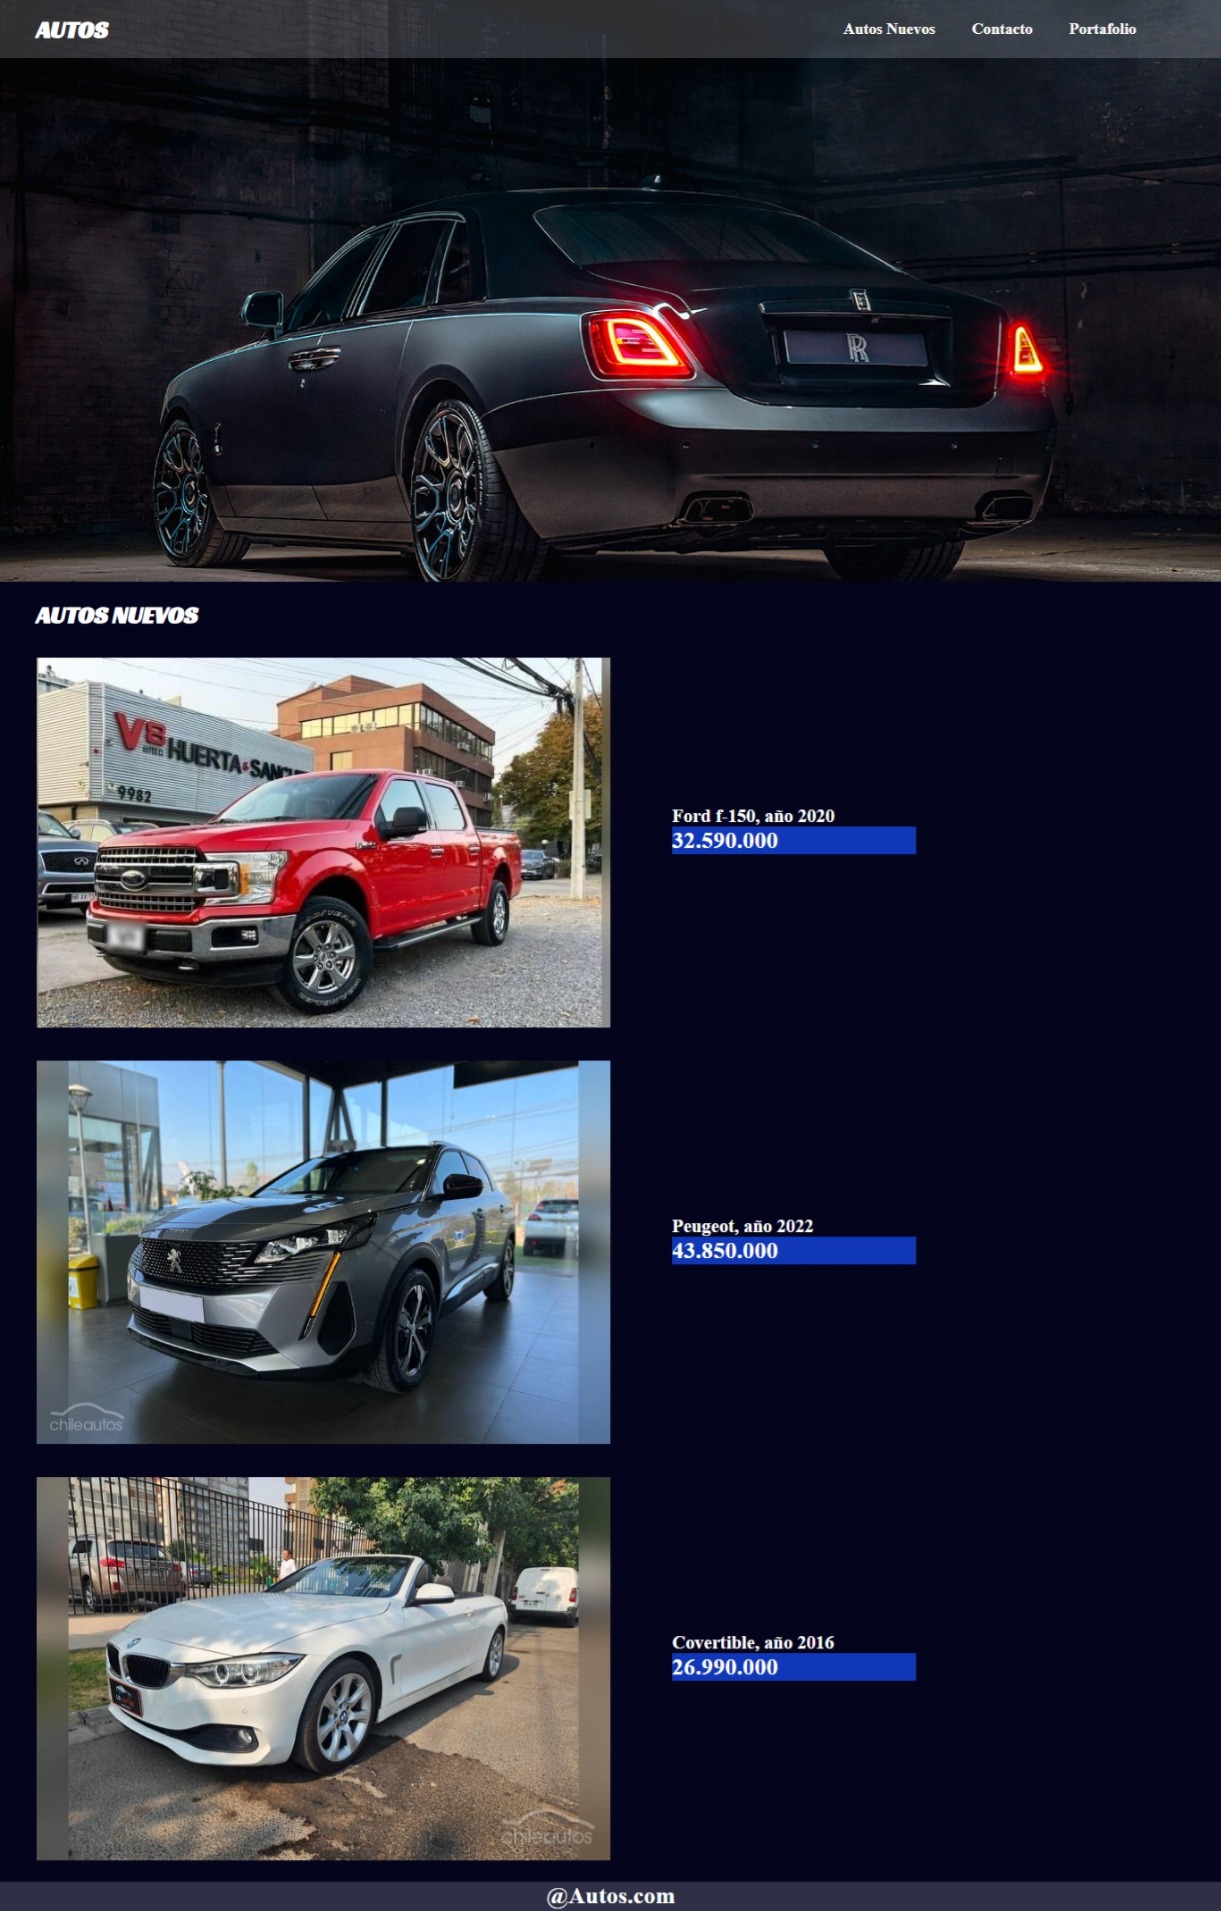 AUTOS
Autos Nuevos
Contacto
Portafolio
AUTOS NUEVOS
V8
HUERTA & SANCH
9982
Ford f-150, año 2020
32.590.000
chileautos
Peugeot, año 2022
43.850.000
Covertible, año 2016
26.990.000
chileautos
@Autos.com